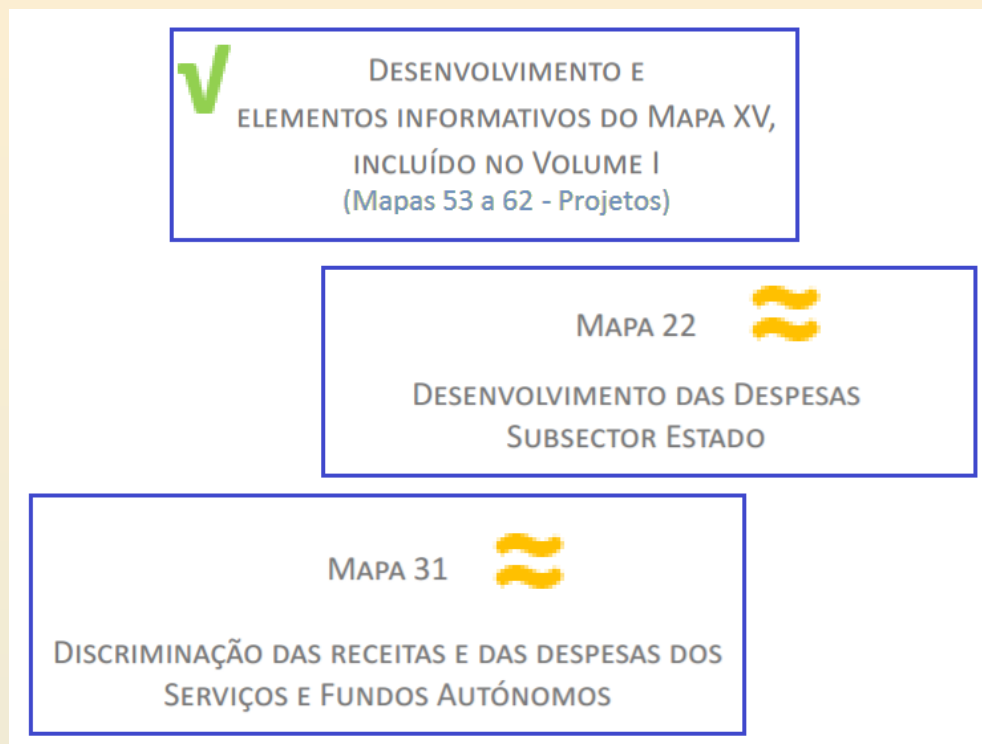 √ DESENVOLVIMENTO E
ELEMENTOS INFORMATIVOS DO MAPA XV,
INCLUÍDO NO VOLUME I
(Mapas 53 a 62 - Projetos)
MAPA 22 ≈
DESENVOLVIMENTO DAS DESPESAS
SUBSECTOR ESTADO
MAPA 31 ≈
DISCRIMINAÇÃO DAS RECEITAS E DAS DESPESAS DOS
SERVIÇOS E FUNDOS AUTÓNOMOS